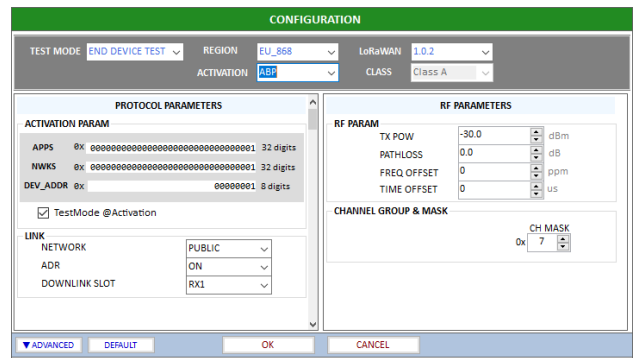 CONFIGURATION
TEST MODE END DEVICE TEST REGION EU_868 LoRaWAN 1.0.2
ACTIVATION ABP CLASS Class A
PROTOCOL PARAMETERS
ACTIVATION PARAM
APPS 0x 00000000000000000000000000000001 32 digits
NWKS 0x 00000000000000000000000000000001 32 digits
DEV_ADDR 0x 00000001 8 digits
TestMode @Activation
LINK
NETWORK PUBLIC
ADR ON
DOWNLINK SLOT RX1
RF PARAMETERS
RF PARAM
TX POW -30.0 dBm
PATHLOSS 0.0 dB
FREQ OFFSET 0 ppm
TIME OFFSET 0 us
CHANNEL GROUP & MASK
CH MASK
0x 7
▼ ADVANCED DEFAULT OK CANCEL